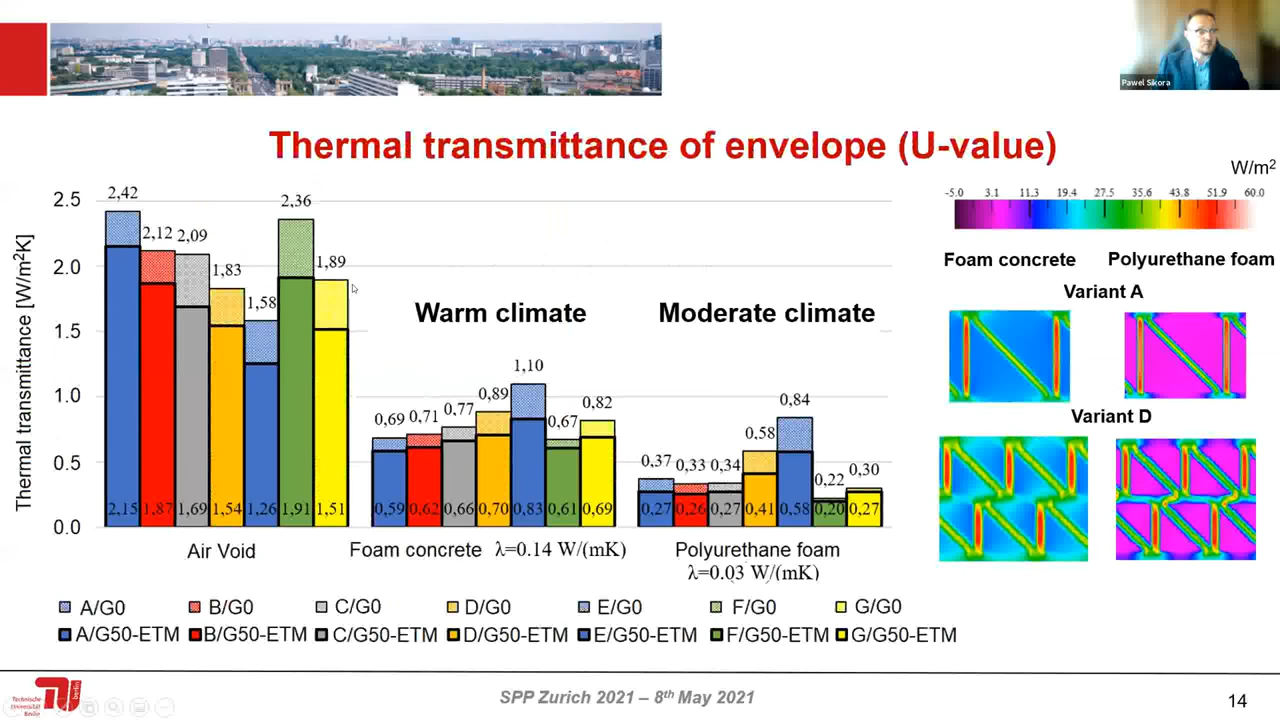 Pawel Sikora
Thermal transmittance of envelope (U-value)
W/m²
-5.0 3.1 11.3 19.4 27.5 35.6 43.8 51.9 60.0
Foam concrete Polyurethane foam
Variant A
Variant D
Thermal transmittance [W/m²K]
2.5
2.0
1.5
1.0
0.5
0.0
2,42 2,12 2,09 1,83 1,58 2,36 1,89
2,15 1,87 1,69 1,54 1,26 1,91 1,51
Air Void
Warm climate
0,69 0,71 0,77 0,89 1,10 0,67 0,82
0,59 0,62 0,66 0,70 0,83 0,61 0,69
Foam concrete λ=0.14 W/(mK)
Moderate climate
0,37 0,33 0,34 0,58 0,84 0,22 0,30
0,27 0,26 0,27 0,41 0,58 0,20 0,27
Polyurethane foam
λ=0.03 W/(mK)
A/G0 B/G0 C/G0 D/G0 E/G0 F/G0 G/G0
A/G50-ETM B/G50-ETM C/G50-ETM D/G50-ETM E/G50-ETM F/G50-ETM G/G50-ETM
Technische
Universität
Berlin
berlin
SPP Zurich 2021 – 8th May 2021
14